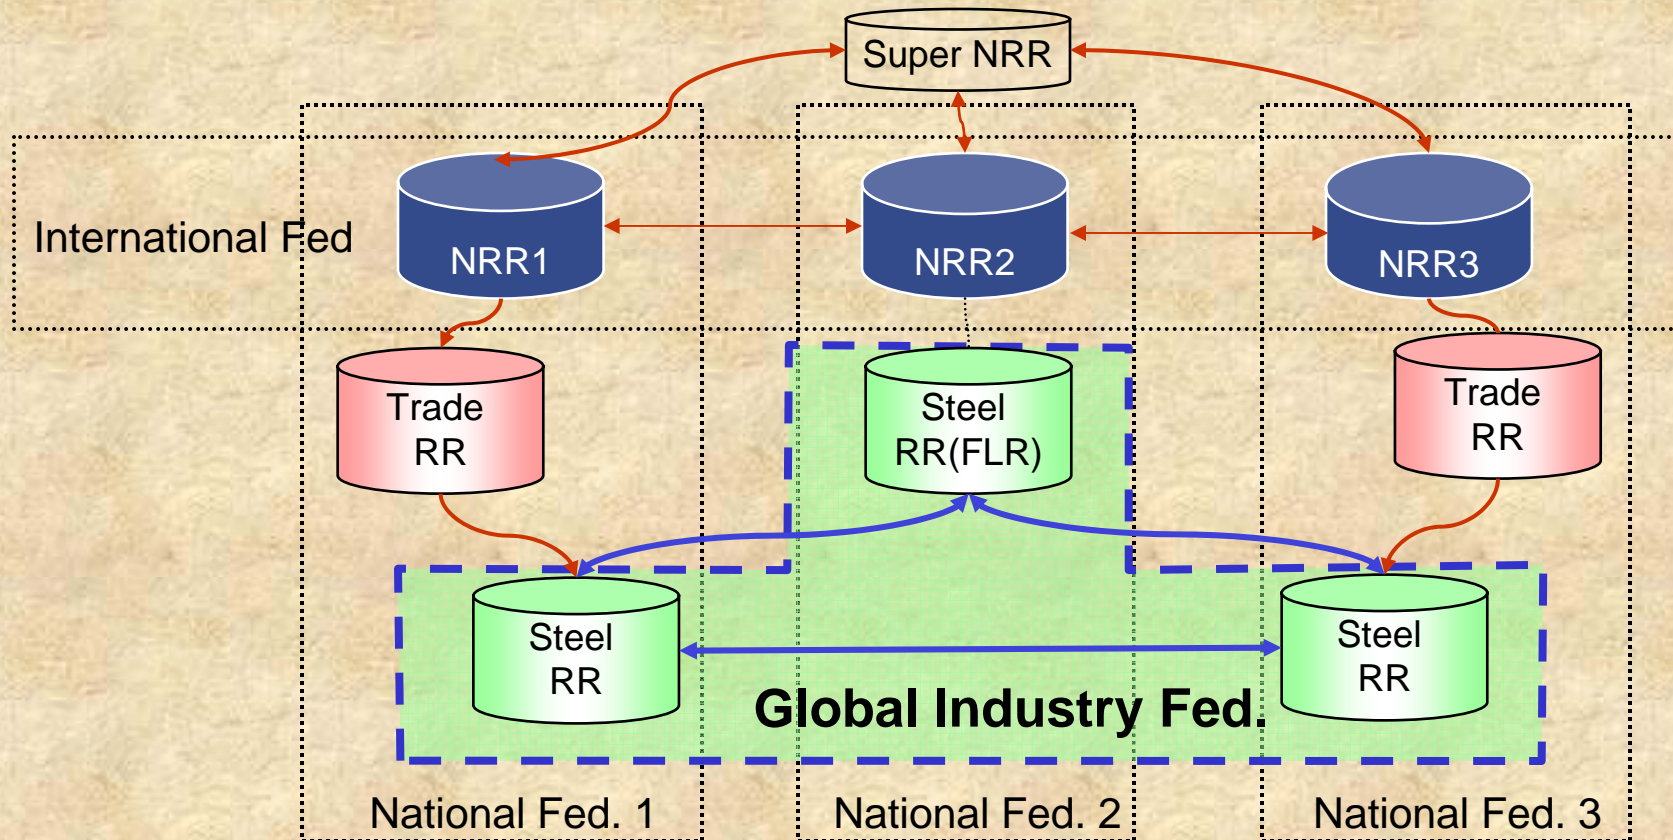 Super NRR
International Fed
NRR1
NRR2
NRR3
Trade
RR
Steel
RR(FLR)
Trade
RR
Steel
RR
Steel
RR
Global Industry Fed.
National Fed. 1
National Fed. 2
National Fed. 3